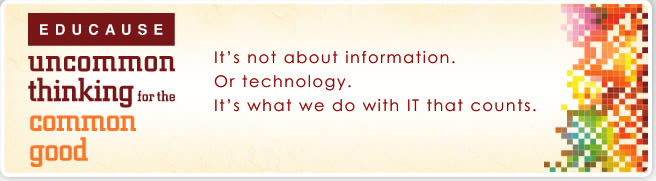 EDUCAUSE
uncommon
thinking for the
common
good
It's not about information.
Or technology.
It's what we do with IT that counts.